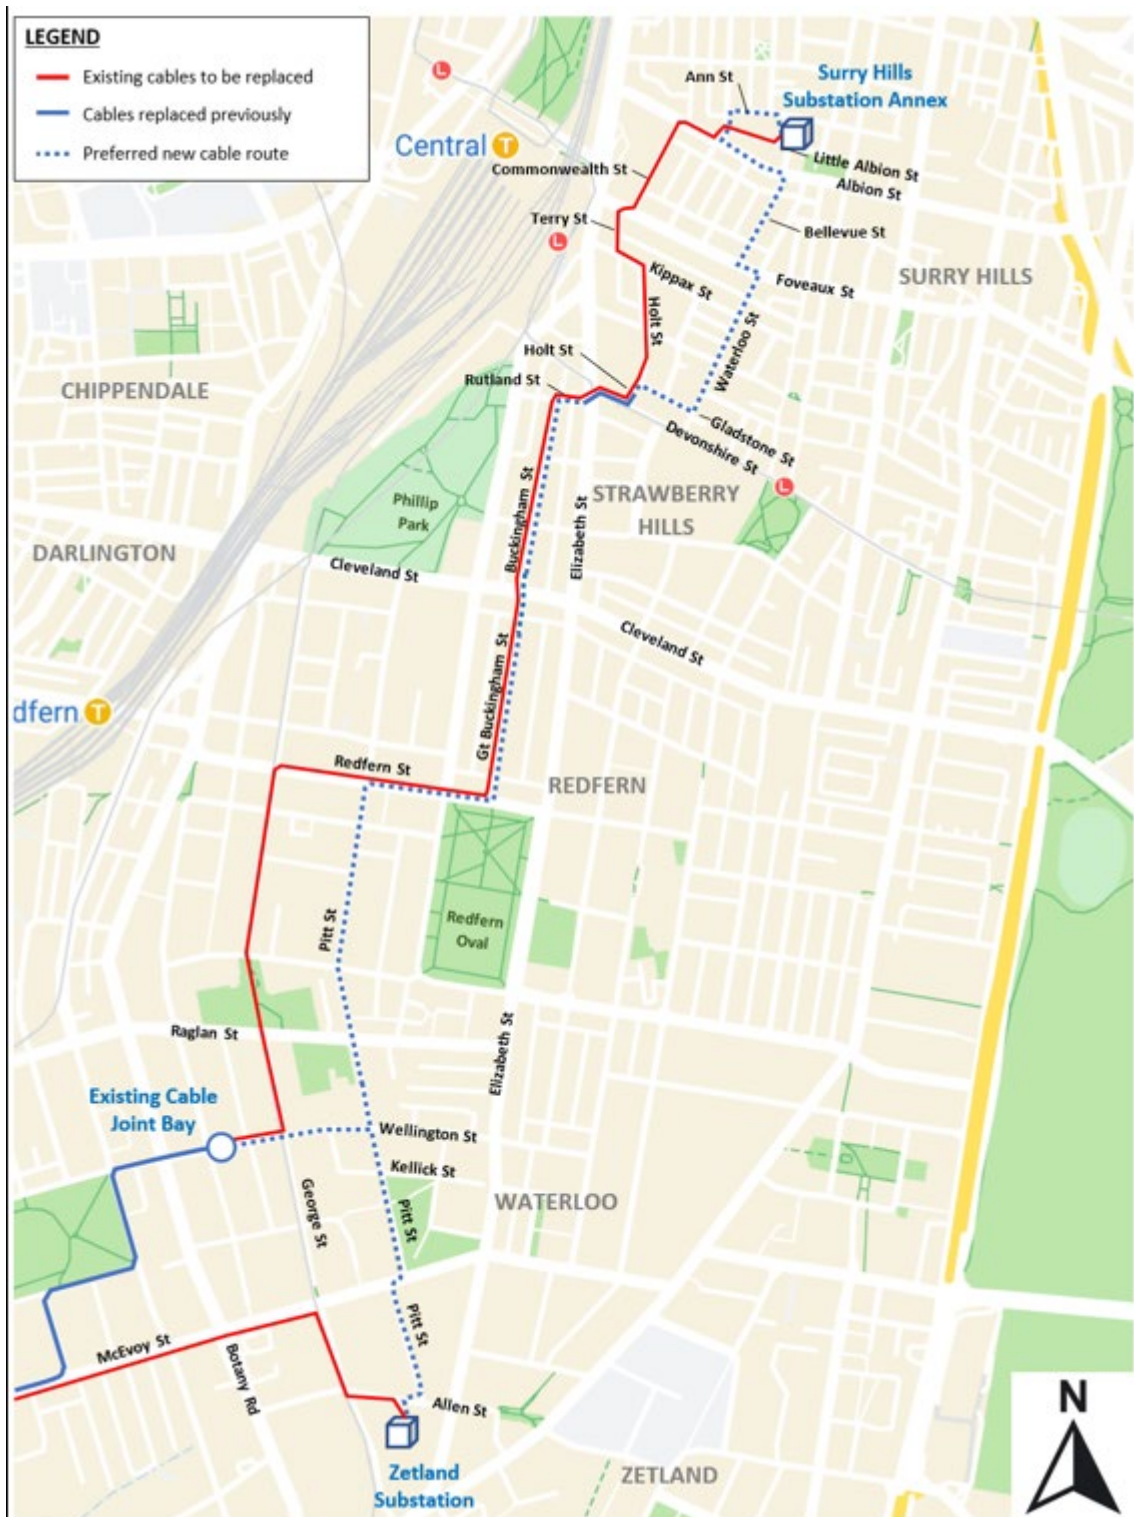 LEGEND
Existing cables to be replaced
Cables replaced previously
Preferred new cable route
L
Ann St
Surry Hills
Substation Annex
Central T
Commonwealth St
Little Albion St
Albion St
Terry St
L
Bellevue St
Kippax St
Foveaux St
SURRY HILLS
Holt St
Waterloo St
Holt St
Rutland St
CHIPPENDALE
Gladstone St
Devonshire St
L
STRAWBERRY
HILLS
Phillip
Park
Buckingham St
Elizabeth St
DARLINGTON
Cleveland St
Cleveland St
Gt Buckingham St
dfern T
Redfern St
REDFERN
Redfern
Oval
Pitt St
Raglan St
Elizabeth St
Existing Cable
Joint Bay
Wellington St
Kellick St
George St
Pitt St
WATERLOO
Pitt St
McEvoy St
Botany Rd
Allen St
N
Zetland
Substation
ZETLAND